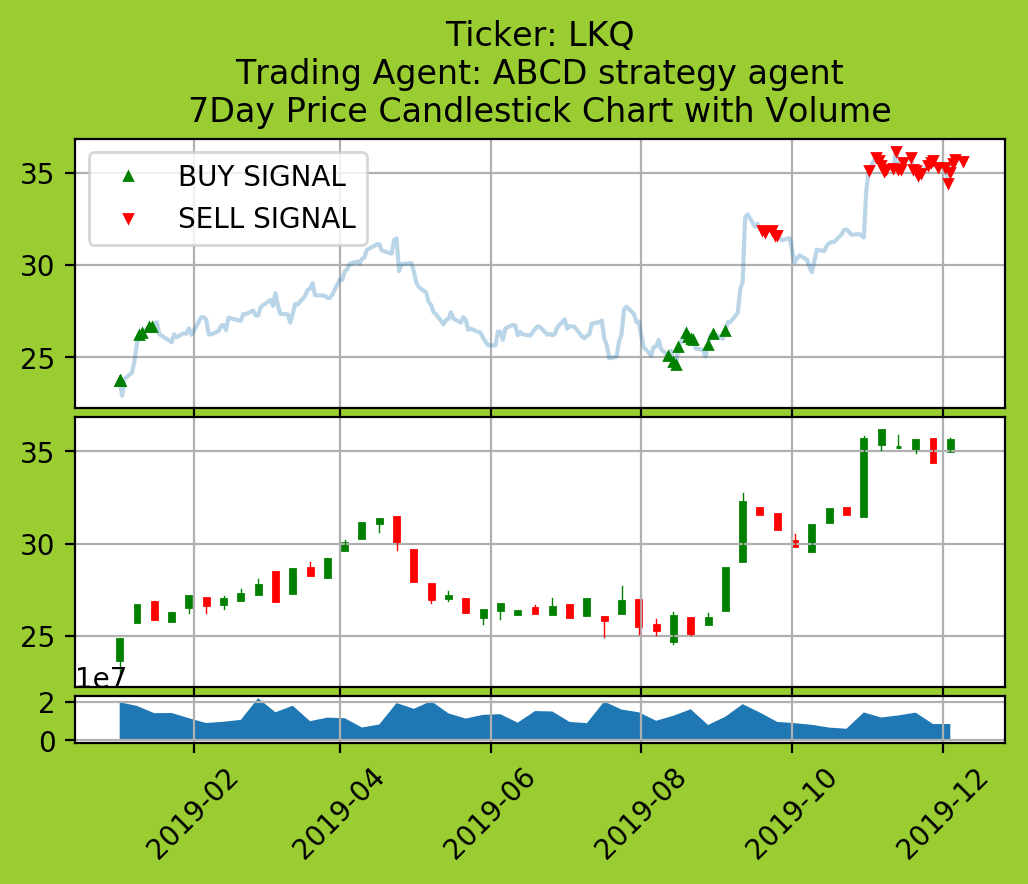 Ticker: LKQ
Trading Agent: ABCD strategy agent
7Day Price Candlestick Chart with Volume
BUY SIGNAL
SELL SIGNAL
35
30
25
35
30
25
1e7
2
0
2019-02
2019-04
2019-06
2019-08
2019-10
2019-12